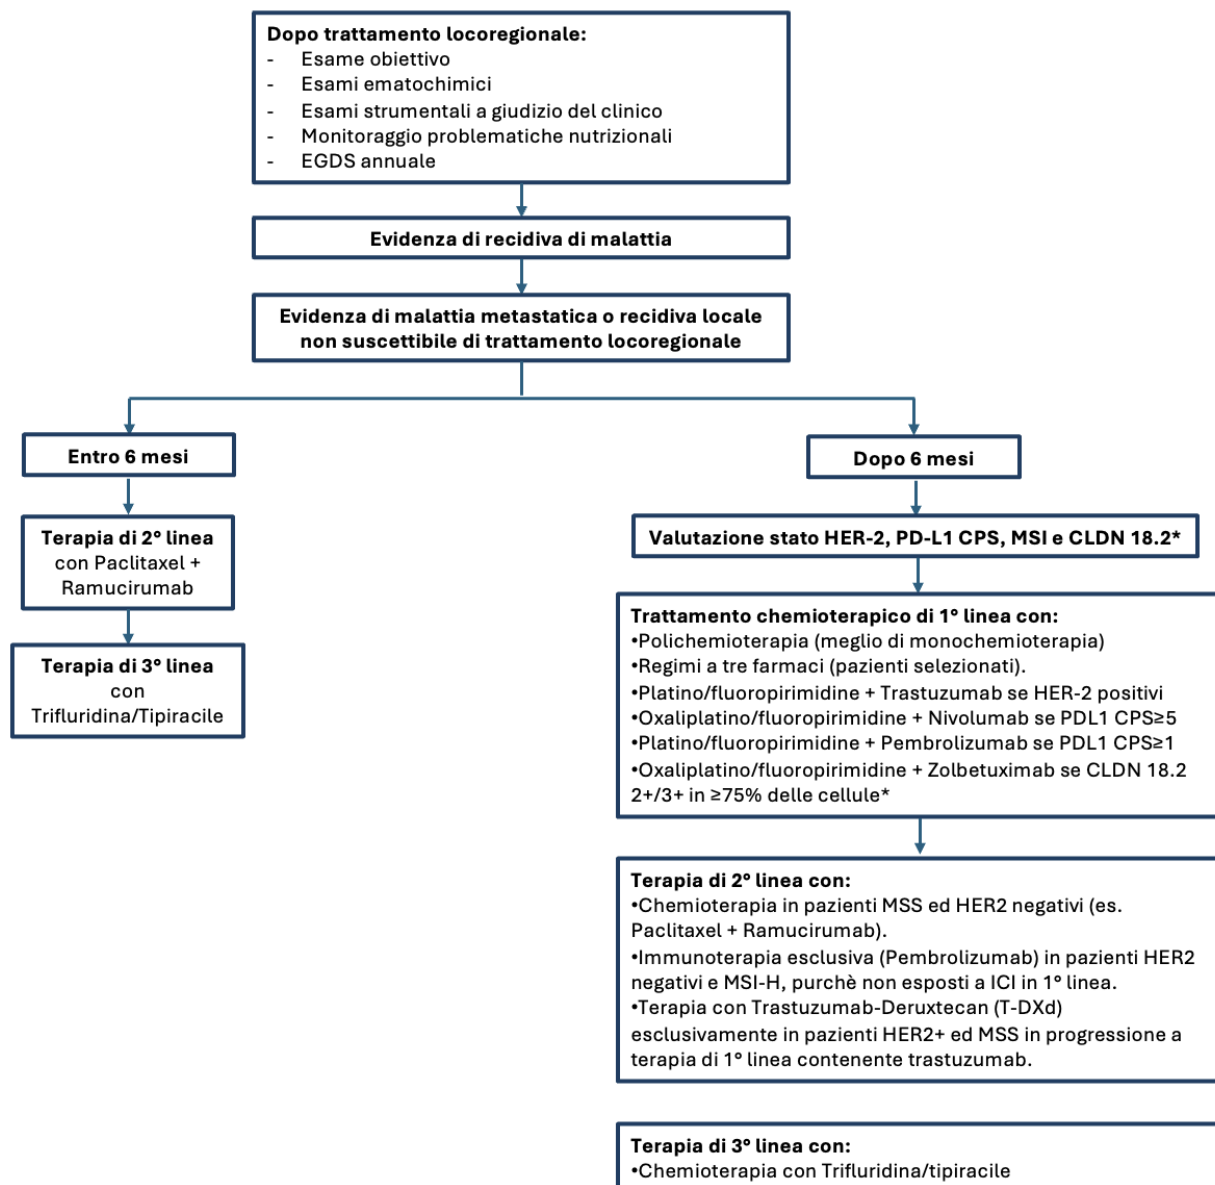 Dopo trattamento locoregionale:
- Esame obiettivo
- Esami ematochimici
- Esami strumentali a giudizio del clinico
- Monitoraggio problematiche nutrizionali
- EGDS annuale
Evidenza di recidiva di malattia
Evidenza di malattia metastatica o recidiva locale
non suscettibile di trattamento locoregionale
Entro 6 mesi
Terapia di 2° linea
con Paclitaxel +
Ramucirumab
Terapia di 3° linea
con
Trifluridina/Tipiracile
Dopo 6 mesi
Valutazione stato HER-2, PD-L1 CPS, MSI e CLDN 18.2*
Trattamento chemioterapico di 1° linea con:
•Polichemioterapia (meglio di monochemioterapia)
•Regimi a tre farmaci (pazienti selezionati).
•Platino/fluoropirimidine + Trastuzumab se HER-2 positivi
•Oxaliplatino/fluoropirimidine + Nivolumab se PDL1 CPS≥5
•Platino/fluoropirimidine + Pembrolizumab se PDL1 CPS≥1
•Oxaliplatino/fluoropirimidine + Zolbetuximab se CLDN 18.2
2+/3+ in ≥75% delle cellule*
Terapia di 2° linea con:
•Chemioterapia in pazienti MSS ed HER2 negativi (es.
Paclitaxel + Ramucirumab).
•Immunoterapia esclusiva (Pembrolizumab) in pazienti HER2
negativi e MSI-H, purchè non esposti a ICI in 1° linea.
•Terapia con Trastuzumab-Deruxtecan (T-DXd)
esclusivamente in pazienti HER2+ ed MSS in progressione a
terapia di 1° linea contenente trastuzumab.
Terapia di 3° linea con:
•Chemioterapia con Trifluridina/tipiracile